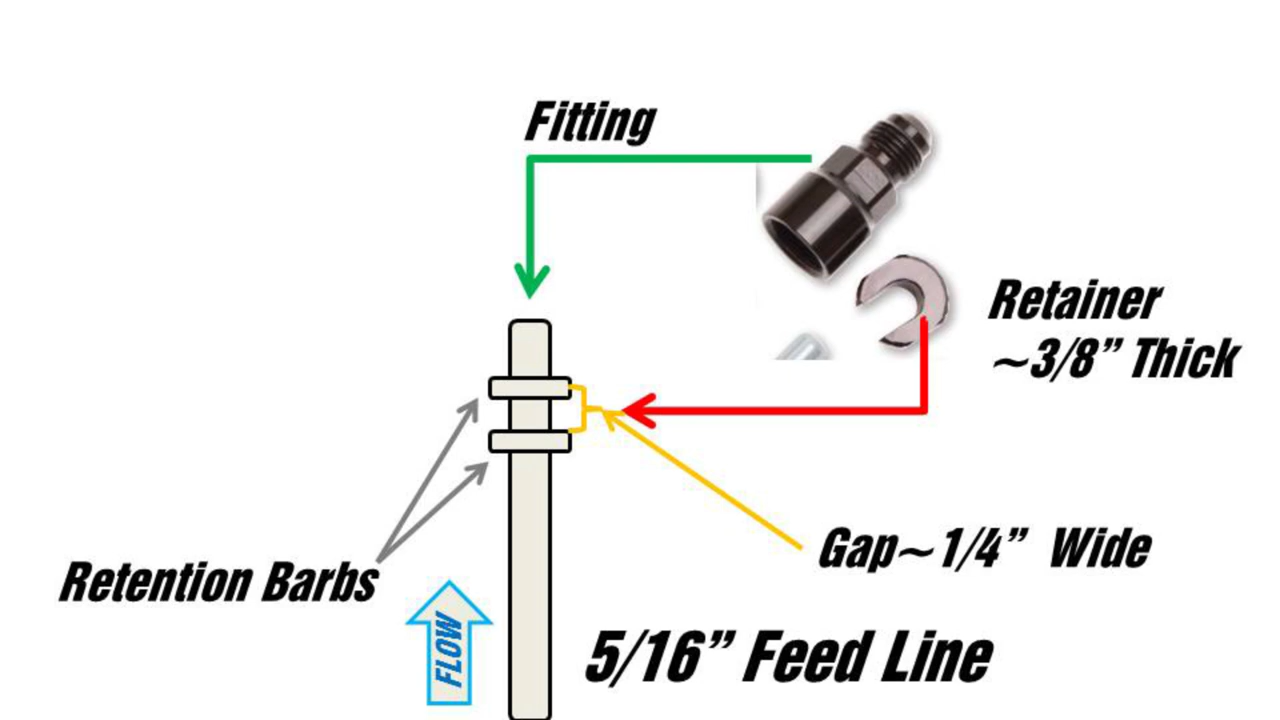 Fitting
Retainer
~3/8” Thick
Gap~1/4” Wide
Retention Barbs
FLOW
5/16” Feed Line